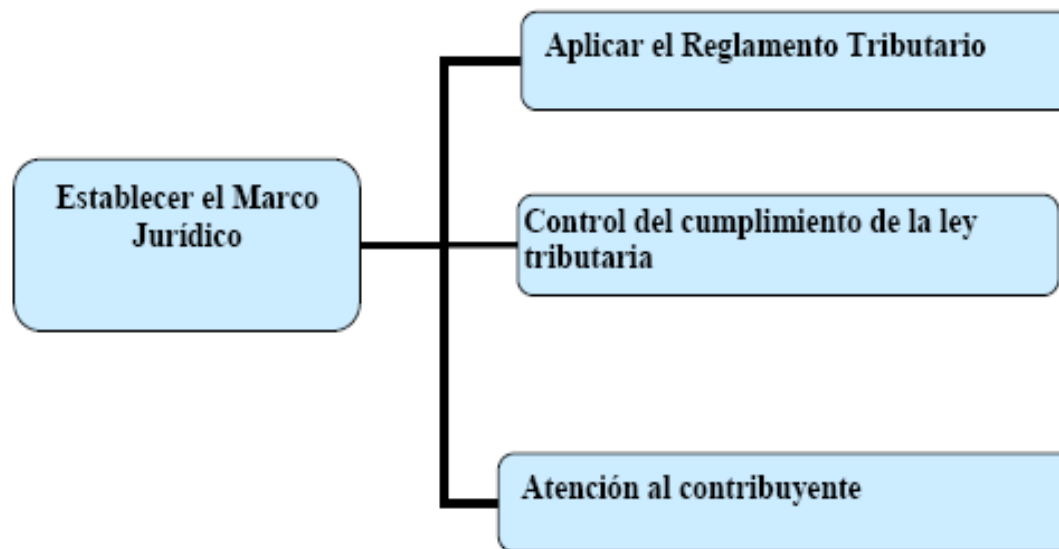 Aplicar el Reglamento Tributario
Establecer el Marco
Jurídico
Control del cumplimiento de la ley
tributaria
Atención al contribuyente